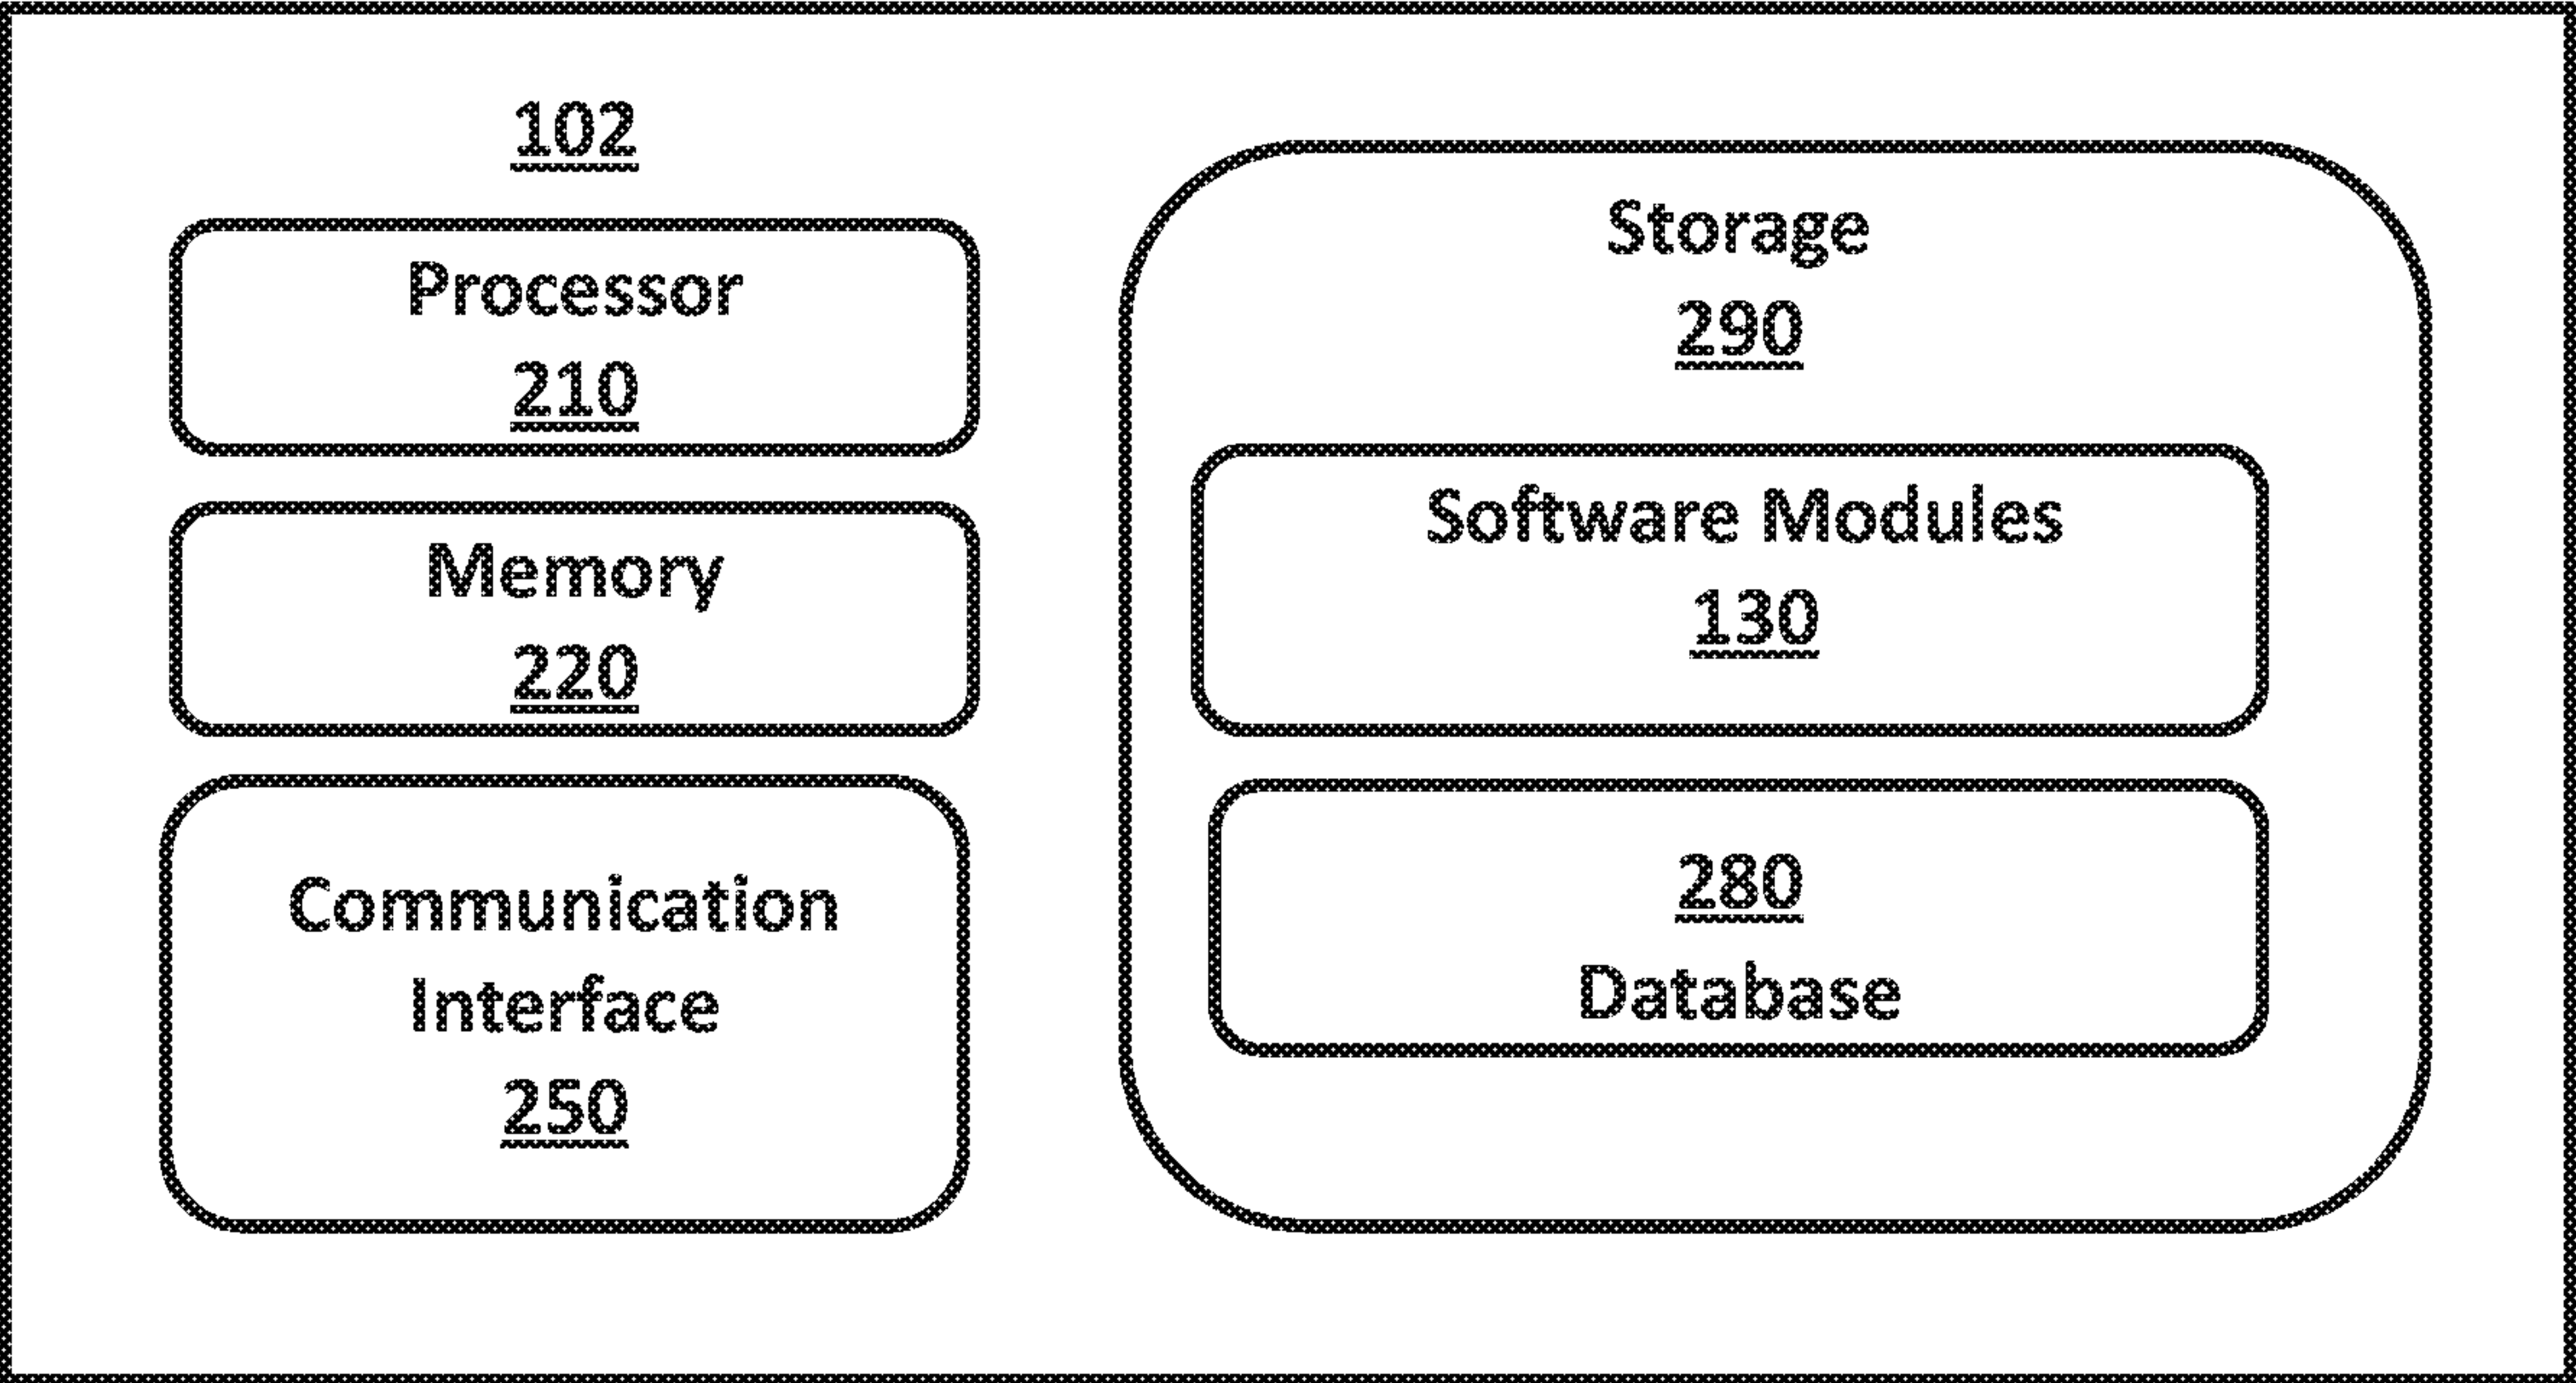 102
Processor
210
Memory
220
Communication
Interface
250
Storage
290
Software Modules
130
280
Database